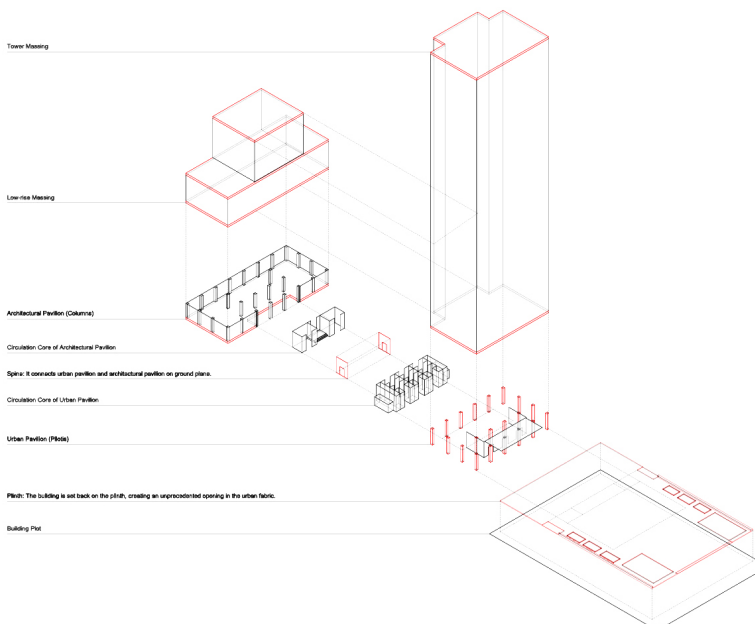 Tower Massing
Low-rise Massing
Architectural Pavilion (Columns)
Circulation Core of Architectural Pavilion
Spine: It connects urban pavilion and architectural pavilion on ground plane.
Circulation Core of Urban Pavilion
Urban Pavilion (Pilotis)
Plinth: The building is set back on the plinth, creating an unprecedented opening in the urban fabric.
Building Plot